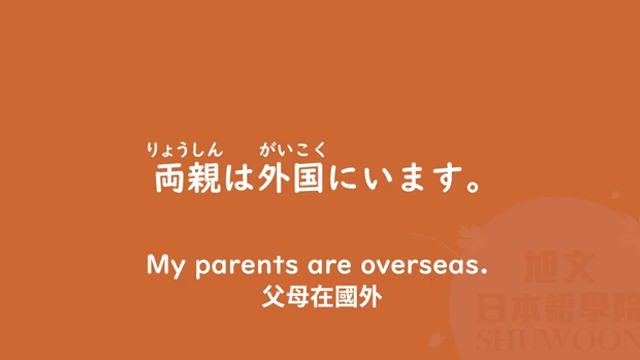 りょうしん がいこく
両親は外国にいます。
My parents are overseas.
父母在國外
旭文
日本語學院
SHUWOON